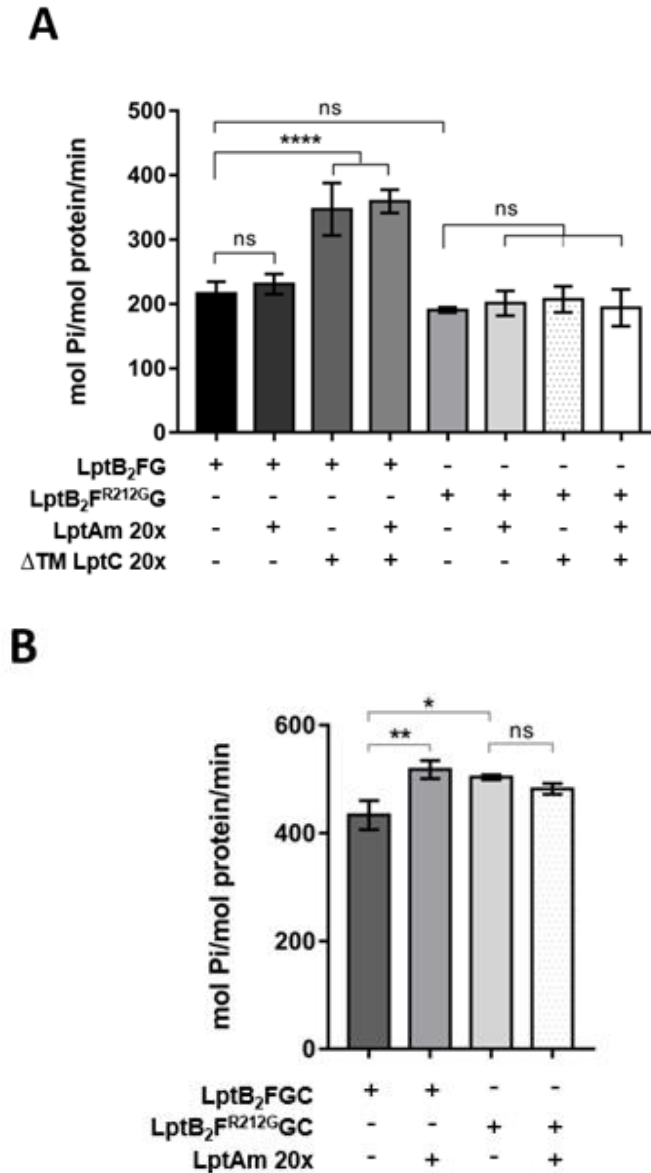 A
ns
****
ns
ns
500
400
300
200
100
0
mol Pi/mol protein/min
LptB₂FG + + + + - - - -
LptB₂Fᴿ²¹²ᴳG - - - - + + + +
LptAm 20x - + - + - + - +
ΔTM LptC 20x - - + + - - + +
B
*
**
ns
600
400
200
0
mol Pi/mol protein/min
LptB₂FGC + + - -
LptB₂Fᴿ²¹²ᴳGC - - + +
LptAm 20x - + - +